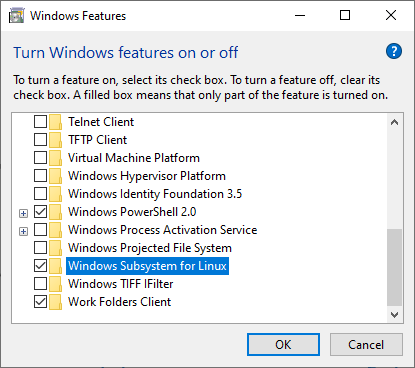 Windows Features
Turn Windows features on or off
?
To turn a feature on, select its check box. To turn a feature off, clear its
check box. A filled box means that only part of the feature is turned on.
Telnet Client
TFTP Client
Virtual Machine Platform
Windows Hypervisor Platform
Windows Identity Foundation 3.5
Windows PowerShell 2.0
Windows Process Activation Service
Windows Projected File System
Windows Subsystem for Linux
Windows TIFF IFilter
Work Folders Client
OK
Cancel